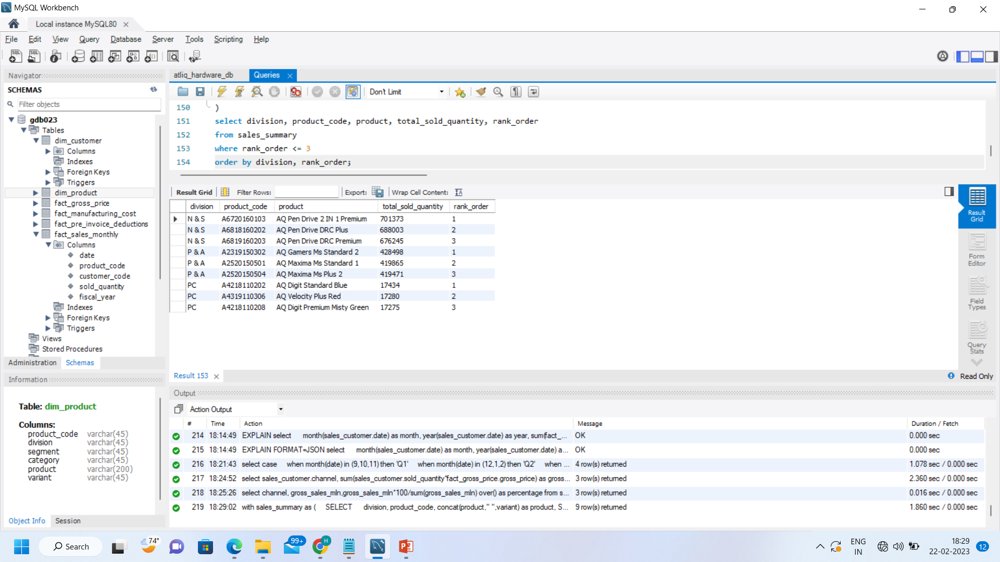 MySQL Workbench
Local instance MySQL80
File Edit View Query Database Server Tools Scripting Help
Navigator
SCHEMAS
Filter objects
gdb023
Tables
dim_customer
Columns
Indexes
Foreign Keys
Triggers
dim_product
fact_gross_price
fact_manufacturing_cost
fact_pre_invoice_deductions
fact_sales_monthly
Columns
date
product_code
customer_code
sold_quantity
fiscal_year
Indexes
Foreign Keys
Triggers
Views
Stored Procedures
Administration Schemas
Information
Table: dim_product
Columns:
product_code varchar(45)
division varchar(45)
segment varchar(45)
category varchar(45)
product varchar(200)
variant varchar(45)
Object Info Session
atliq_hardware_db Queries
Don't Limit
150 )
151 select division, product_code, product, total_sold_quantity, rank_order
152 from sales_summary
153 where rank_order <= 3
154 order by division, rank_order;
Result Grid Filter Rows: Export: Wrap Cell Content:
division product_code product total_sold_quantity rank_order
N & S A6720160103 AQ Pen Drive 2 IN 1 Premium 701373 1
N & S A6818160202 AQ Pen Drive DRC Plus 688003 2
N & S A6819160203 AQ Pen Drive DRC Premium 676245 3
P & A A2319150302 AQ Gamers Ms Standard 2 428498 1
P & A A2520150501 AQ Maxima Ms Standard 1 419865 2
P & A A2520150504 AQ Maxima Ms Plus 2 419471 3
PC A4218110202 AQ Digit Standard Blue 17434 1
PC A4319110306 AQ Velocity Plus Red 17280 2
PC A4218110208 AQ Digit Premium Misty Green 17275 3
Result Grid
Form Editor
Field Types
Query Stats
Result 153
Read Only
Output
Action Output
# Time Action Message Duration / Fetch
214 18:14:49 EXPLAIN select month(sales_customer.date) as month, year(sales_customer.date) as year, sum(fact_... OK 0.000 sec
215 18:14:49 EXPLAIN FORMAT=JSON select month(sales_customer.date) as month, year(sales_customer.date) a... OK 0.000 sec
216 18:21:43 select case when month(date) in (9,10,11) then 'Q1' when month(date) in (12,1,2) then 'Q2' when ... 4 row(s) returned 1.078 sec / 0.000 sec
217 18:24:52 select sales_customer.channel, sum(sales_customer.sold_quantity*fact_gross_price.gross_price) as gross... 3 row(s) returned 2.360 sec / 0.000 sec
218 18:25:26 select channel, gross_sales_mln,gross_sales_mln*100/sum(gross_sales_mln) over() as percentage from s... 3 row(s) returned 0.016 sec / 0.000 sec
219 18:29:02 with sales_summary as ( SELECT division, product_code, concat(product," ",variant) as product, S... 9 row(s) returned 1.860 sec / 0.000 sec
Search
74°
99+
H
ENG
IN
18:29
22-02-2023
12